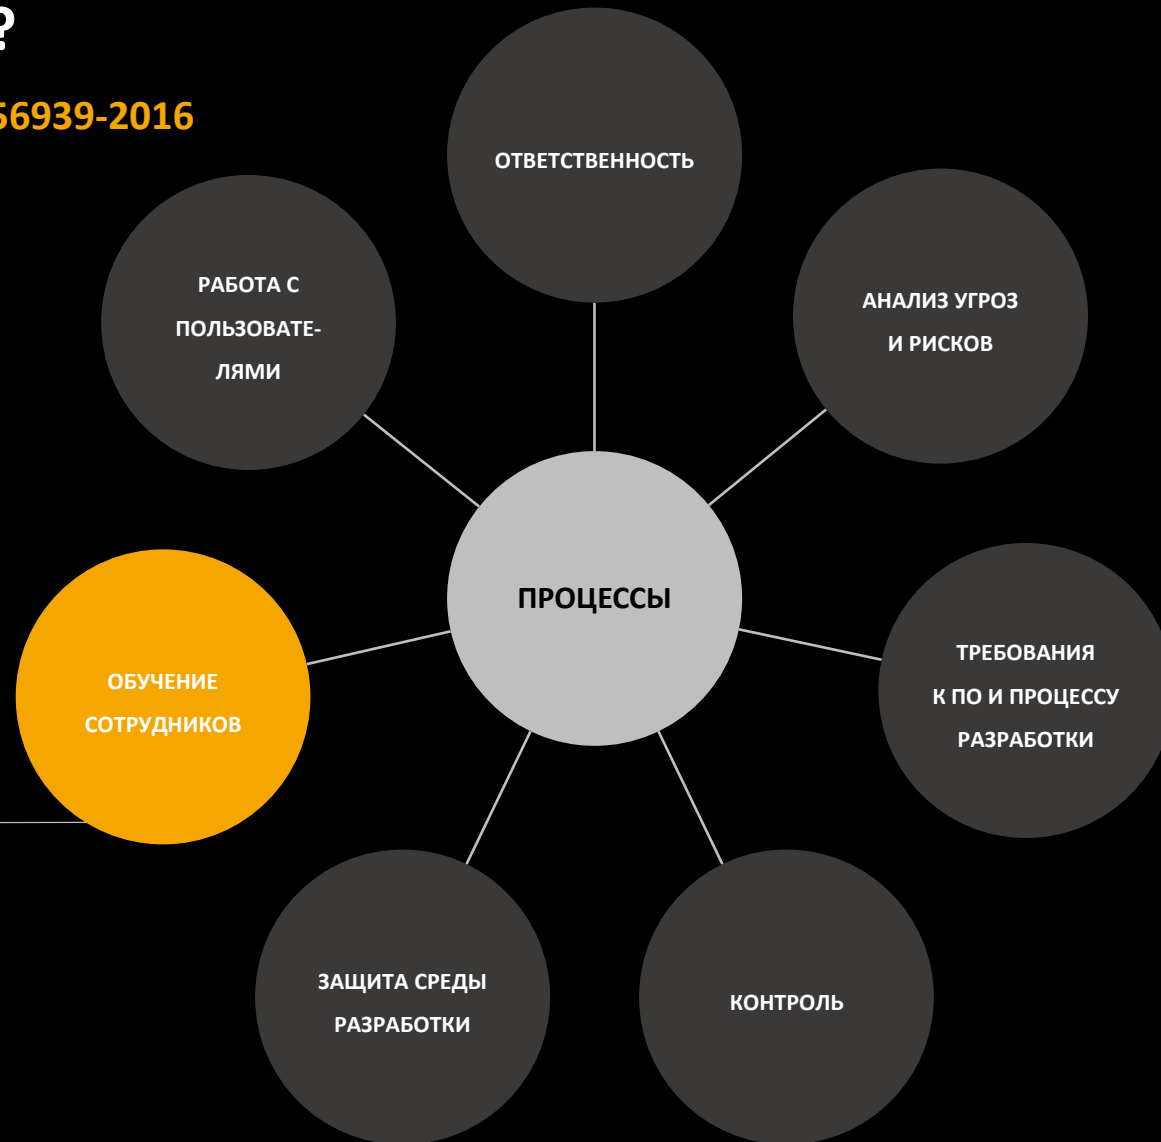 ?
56939-2016
ОТВЕТСТВЕННОСТЬ
РАБОТА С
ПОЛЬЗОВАТЕ-
ЛЯМИ
АНАЛИЗ УГРОЗ
И РИСКОВ
ПРОЦЕССЫ
ОБУЧЕНИЕ
СОТРУДНИКОВ
ТРЕБОВАНИЯ
К ПО И ПРОЦЕССУ
РАЗРАБОТКИ
ЗАЩИТА СРЕДЫ
РАЗРАБОТКИ
КОНТРОЛЬ